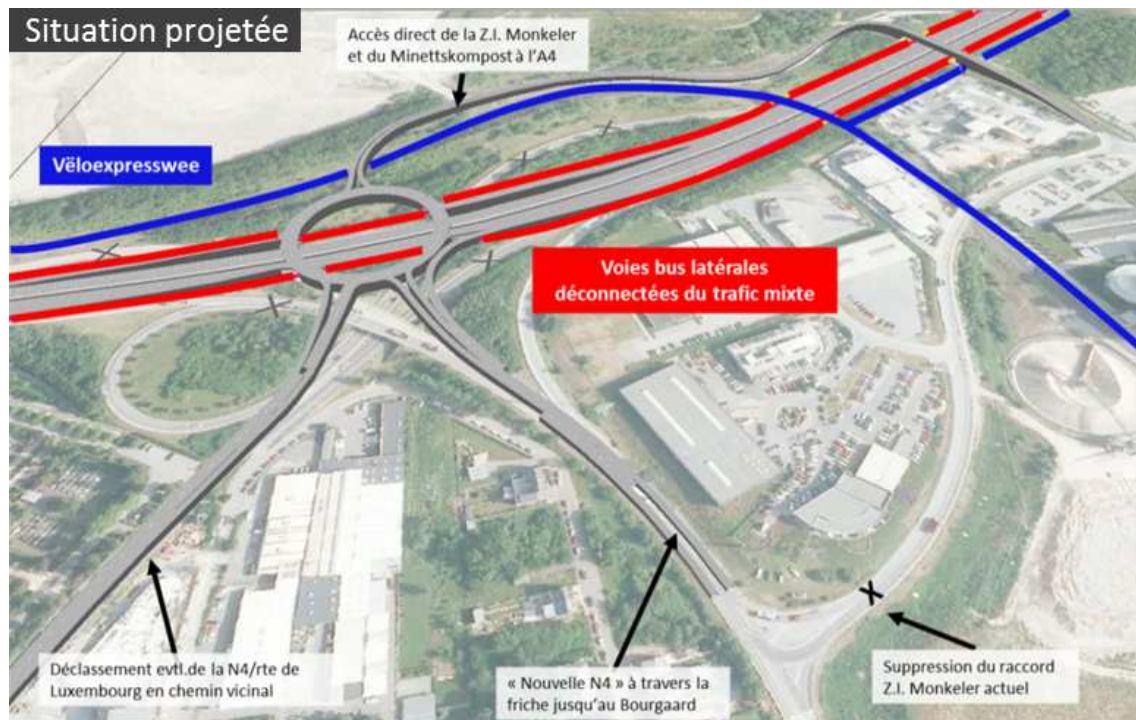 Situation projetée
Accès direct de la Z.I. Monkeler
et du Minettskompost à l'A4
Vëloexpresswee
Voies bus latérales
déconnectées du trafic mixte
Déclassement evtl.de la N4/rte de
Luxembourg en chemin vicinal
« Nouvelle N4 » à travers la
friche jusqu'au Bourgaard
Suppression du raccord
Z.I. Monkeler actuel